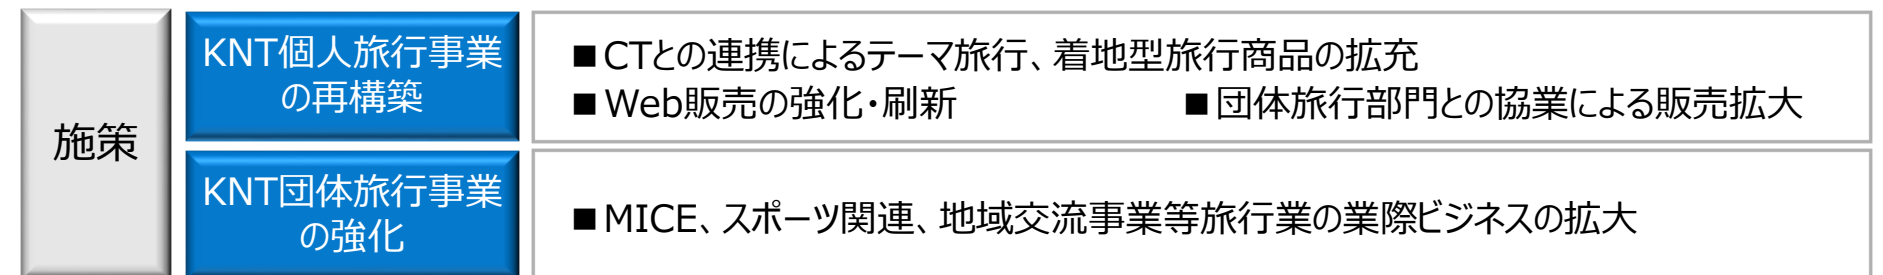 施策
KNT個人旅行事業
の再構築
■CTとの連携によるテーマ旅行、着地型旅行商品の拡充
■Web販売の強化・刷新 ■団体旅行部門との協業による販売拡大
KNT団体旅行事業
の強化
■MICE、スポーツ関連、地域交流事業等旅行業の業際ビジネスの拡大